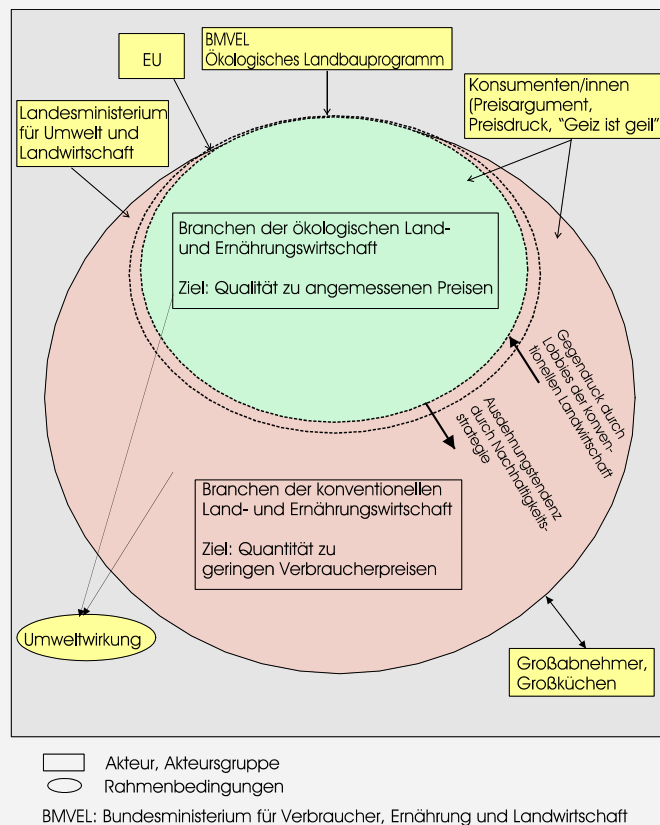 BMVEL
Ökologisches Landbauprogramm
EU
Konsumenten/innen
(Preisargument,
Preisdruck, "Geiz ist geil"
Landesministerium
für Umwelt und
Landwirtschaft
Branchen der ökologischen Land-
und Ernährungswirtschaft
Ziel: Qualität zu angemessenen Preisen
Gegendruck durch
Lobbies der konven-
tionellen Landwirtschaft
Ausdehnungstendenz
durch Nachhaltigkeits-
strategie
Branchen der konventionellen
Land- und Ernährungswirtschaft
Ziel: Quantität zu
geringen Verbraucherpreisen
Umweltwirkung
Großabnehmer,
Großküchen
Akteur, Akteursgruppe
Rahmenbedingungen
BMVEL: Bundesministerium für Verbraucher, Ernährung und Landwirtschaft